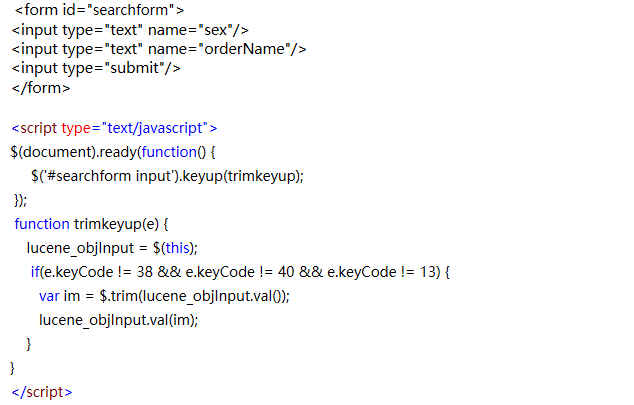 <form id="searchform">
<input type="text" name="sex"/>
<input type="text" name="orderName"/>
<input type="submit"/>
</form>
<script type="text/javascript">
$(document).ready(function() {
$('#searchform input').keyup(trimkeyup);
});
function trimkeyup(e) {
lucene_objInput = $(this);
if(e.keyCode != 38 && e.keyCode != 40 && e.keyCode != 13) {
var im = $.trim(lucene_objInput.val());
lucene_objInput.val(im);
}
}
</script>